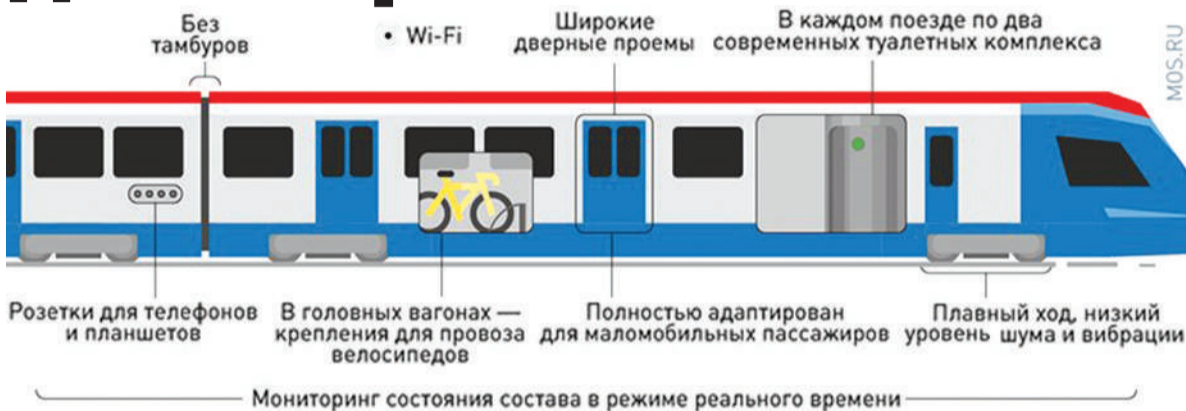 Без
тамбуров
• Wi-Fi
Широкие
дверные проемы
В каждом поезде по два
современных туалетных комплекса
MOS.RU
Розетки для телефонов
и планшетов
В головных вагонах —
крепления для провоза
велосипедов
Полностью адаптирован
для маломобильных пассажиров
Плавный ход, низкий
уровень шума и вибрации
Мониторинг состояния состава в режиме реального времени